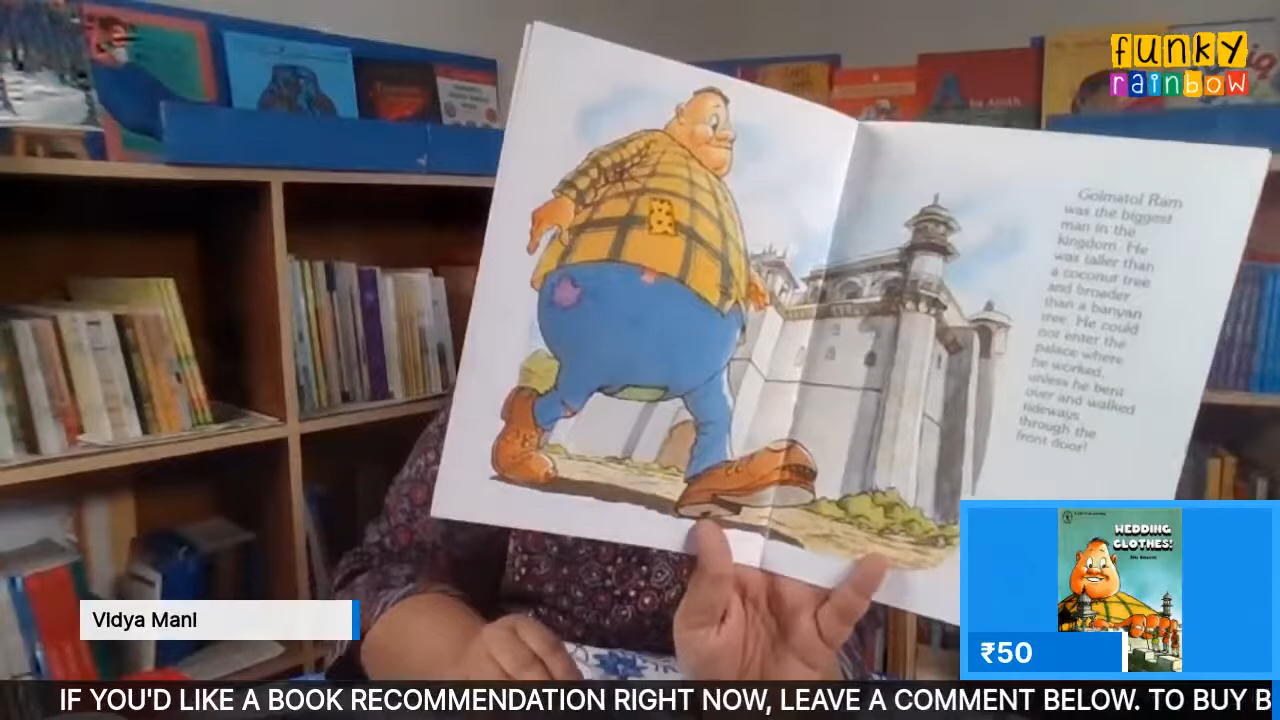 funky
rainbow
Golmatol Ram
was the biggest
man in the
kingdom. He
was taller than
a coconut tree
and broader
than a banyan
tree. He could
not enter the
palace where
he worked,
unless he bent
over and walked
sideways
through the
front door!
WEDDING
CLOTHES!
₹50
Vidya Mani
IF YOU'D LIKE A BOOK RECOMMENDATION RIGHT NOW, LEAVE A COMMENT BELOW. TO BUY B